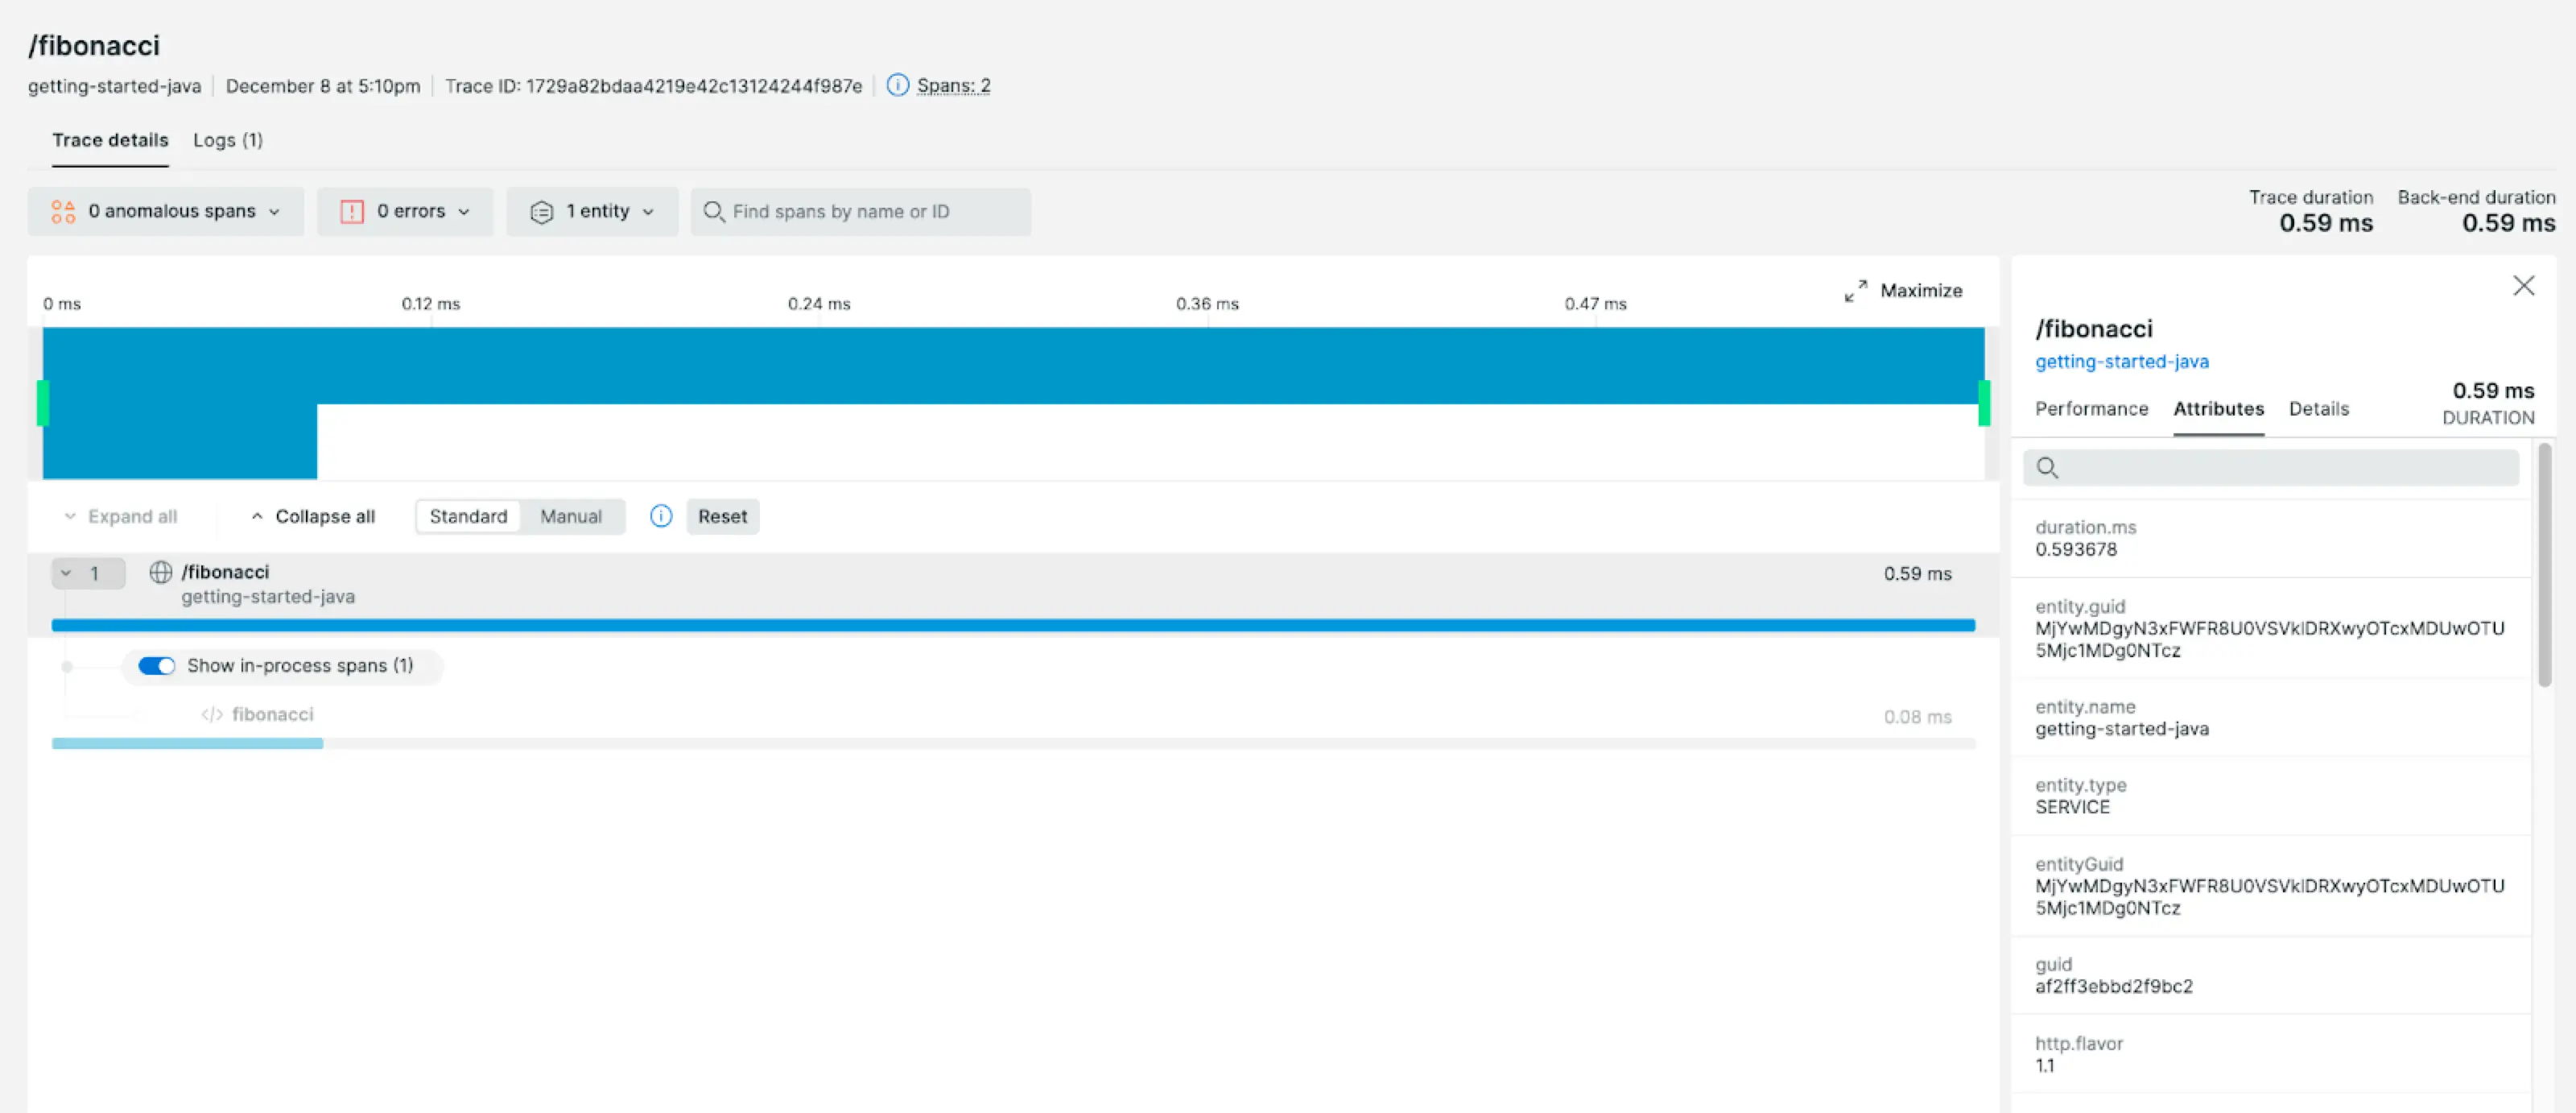 /fibonacci
getting-started-java December 8 at 5:10pm Trace ID: 1729a82bdaa4219e42c13124244f987e Spans: 2
Trace details Logs (1)
0 anomalous spans 0 errors 1 entity Find spans by name or ID
Trace duration Back-end duration
0.59 ms 0.59 ms
0 ms 0.12 ms 0.24 ms 0.36 ms 0.47 ms Maximize
Expand all Collapse all Standard Manual Reset
1 /fibonacci 0.59 ms
getting-started-java
Show in-process spans (1)
</> fibonacci 0.08 ms
/fibonacci
getting-started-java
0.59 ms
Performance Attributes Details DURATION
duration.ms
0.593678
entity.guid
MjYwMDgyN3xFWFR8U0VSVklDRXwyOTcxMDUwOTU
5Mjc1MDg0NTcz
entity.name
getting-started-java
entity.type
SERVICE
entityGuid
MjYwMDgyN3xFWFR8U0VSVklDRXwyOTcxMDUwOTU
5Mjc1MDg0NTcz
guid
af2ff3ebbd2f9bc2
http.flavor
1.1